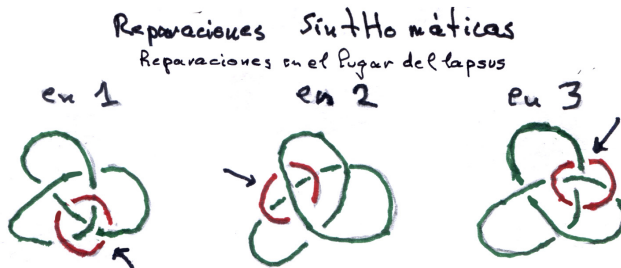 Reparaciones SintHomáticas
Reparaciones en el lugar del lapsus
en 1 en 2 en 3